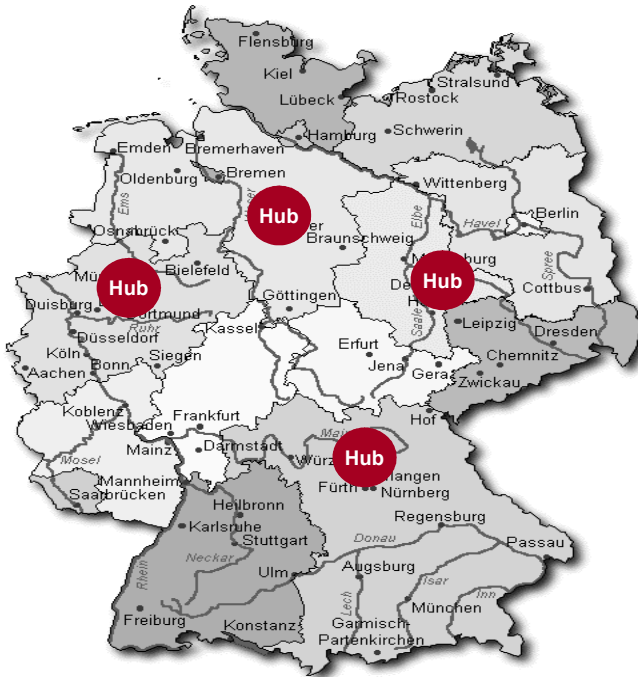 Flensburg
Kiel
Lübeck
Stralsund
Rostock
Schwerin
Hamburg
Emden
Bremerhaven
Oldenburg
Bremen
Wittenberg
Elbe
Havel
Berlin
Ems
Hub
Osnabrück
Braunschweig
Spree
Bielefeld
Hub
Hub
Cottbus
Duisburg
Göttingen
Ruhr
Düsseldorf
Kassel
Saale
Leipzig
Dresden
Köln
Siegen
Erfurt
Jena
Gera
Chemnitz
Zwickau
Aachen
Bonn
Koblenz
Wiesbaden
Frankfurt
Hof
Mainz
Darmstadt
Hub
Mosel
Mannheim
Fürth
Nürnberg
Saarbrücken
Heilbronn
Karlsruhe
Regensburg
Stuttgart
Donau
Passau
Neckar
Rhein
Ulm
Augsburg
Isar
Inn
Lech
München
Freiburg
Konstanz
Garmisch-
Partenkirchen